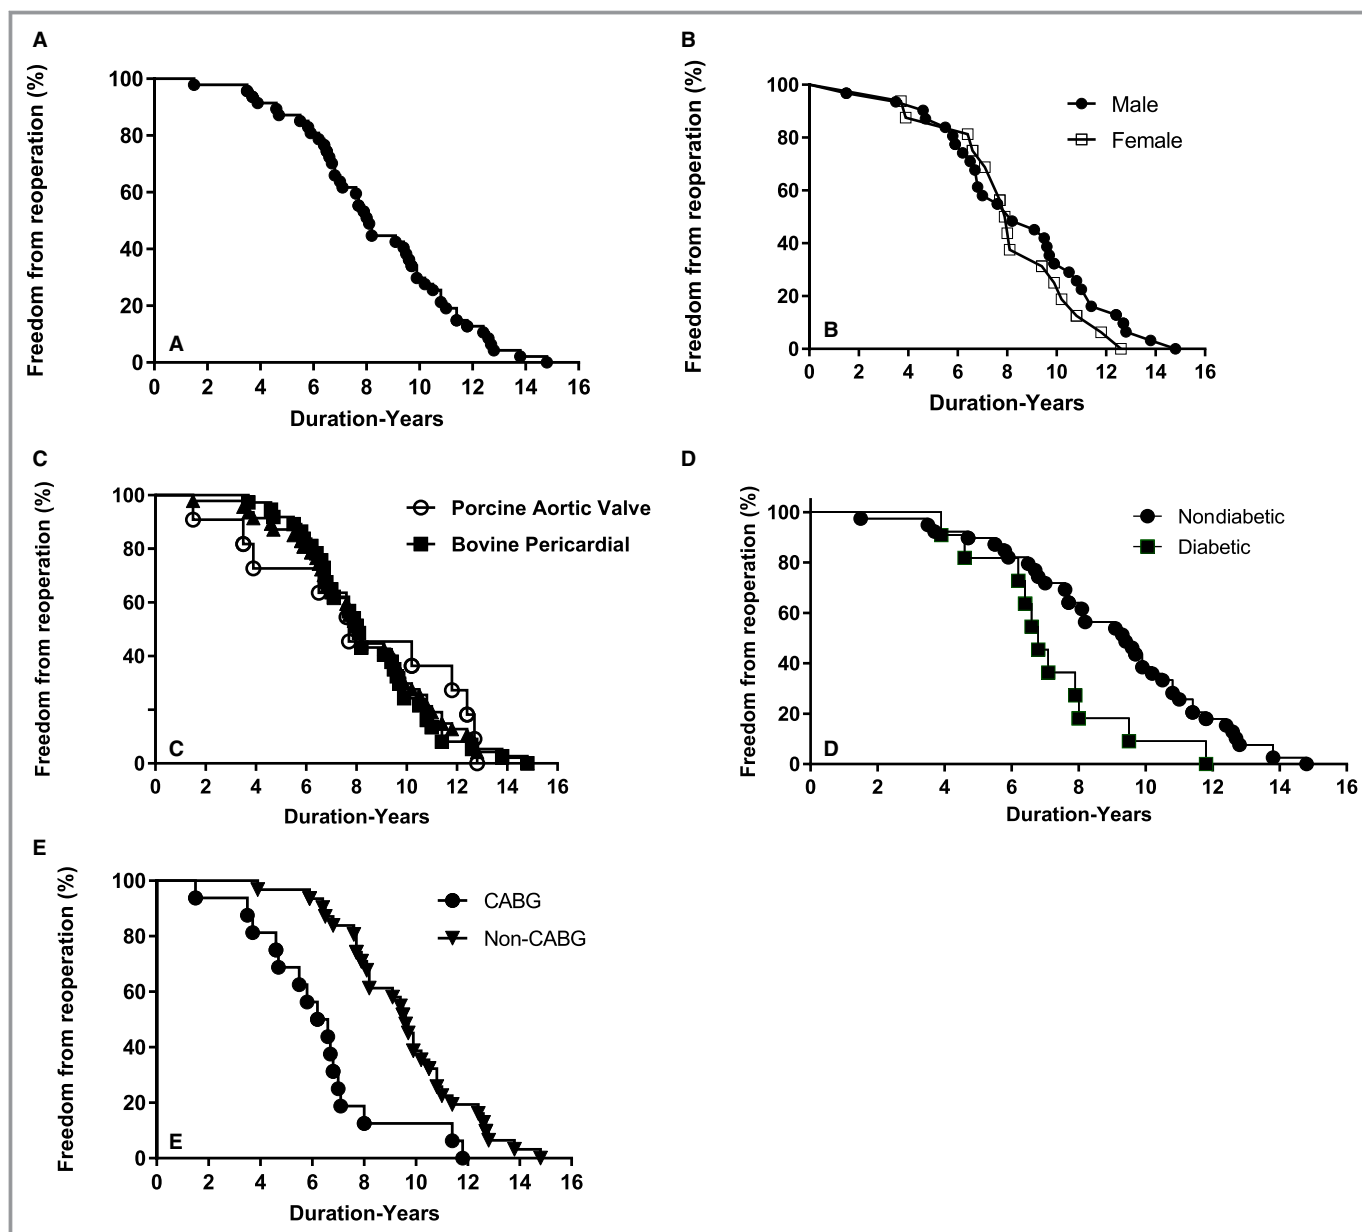 A
Freedom from reoperation (%)
100
80
60
40
20
0
A
0 2 4 6 8 10 12 14 16
Duration-Years
B
Freedom from reoperation (%)
100
80
60
40
20
0
Male
Female
B
0 2 4 6 8 10 12 14 16
Duration-Years
C
Freedom from reoperation (%)
100
80
60
40
0
Porcine Aortic Valve
Bovine Pericardial
C
0 2 4 6 8 10 12 14 16
Duration-Years
D
Freedom from reoperation (%)
100
80
60
40
20
0
Nondiabetic
Diabetic
D
0 2 4 6 8 10 12 14 16
Duration-Years
E
Freedom from reoperation (%)
100
80
60
40
20
0
CABG
Non-CABG
E
0 2 4 6 8 10 12 14 16
Duration-Years